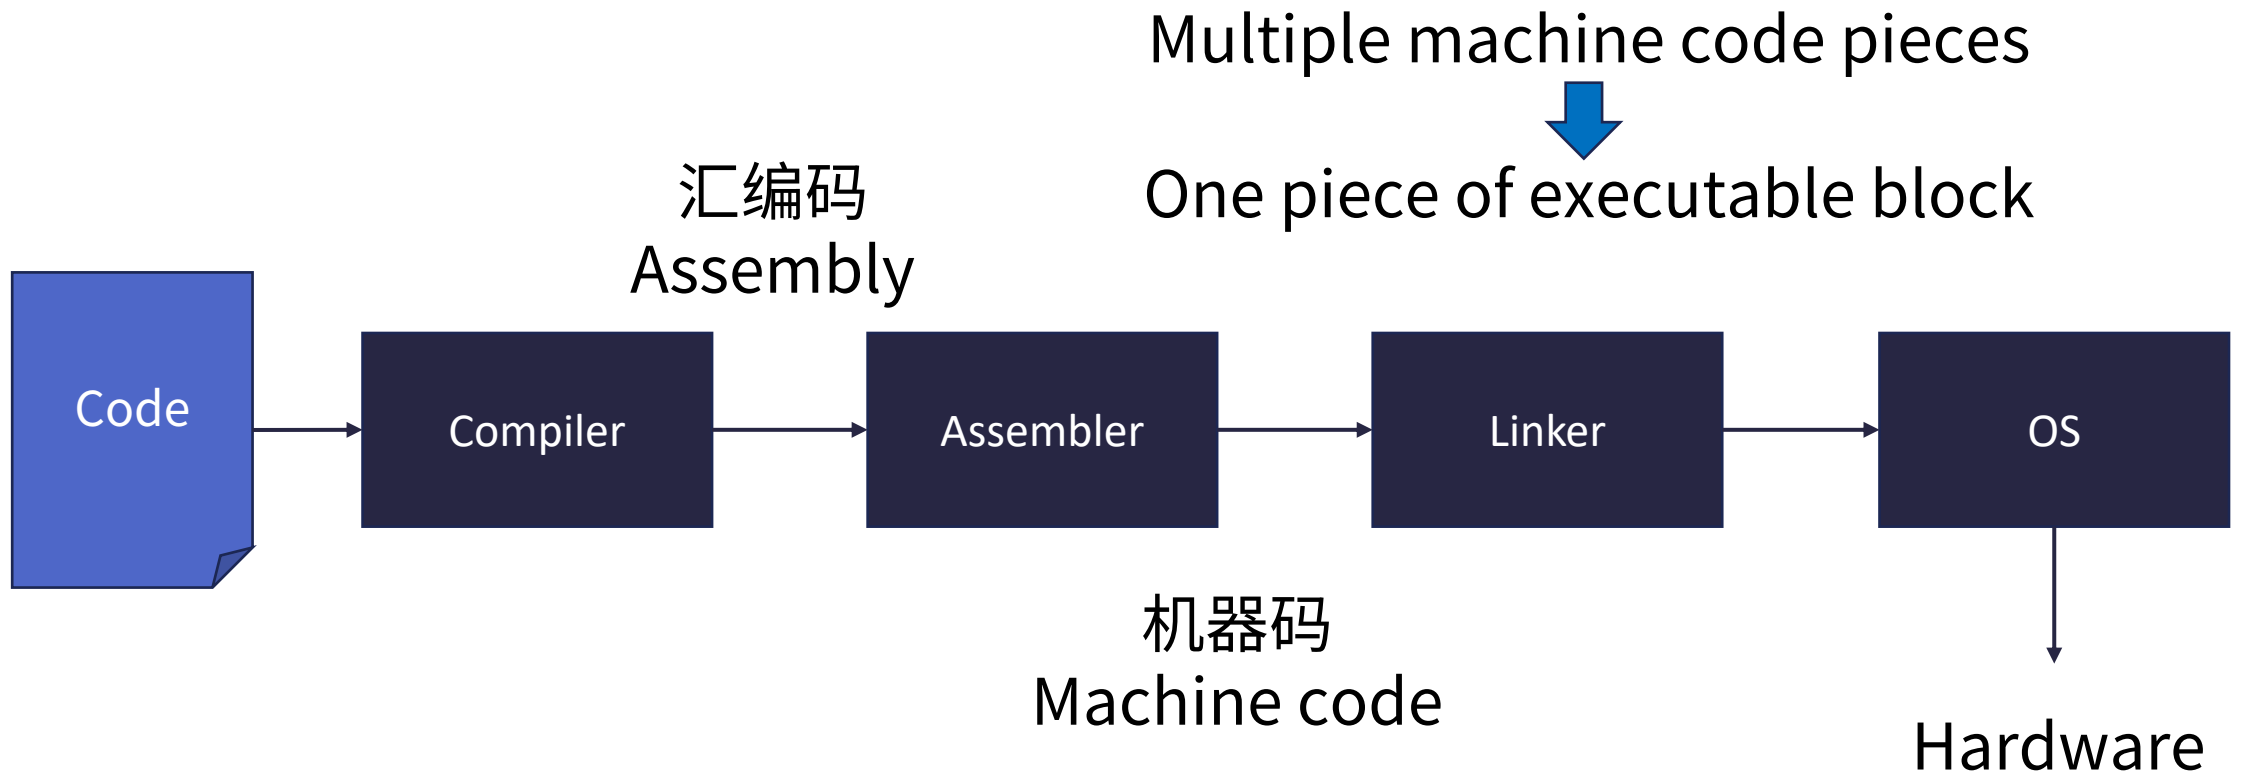 Multiple machine code pieces
One piece of executable block
汇编码
Assembly
Code
Compiler
Assembler
Linker
OS
机器码
Machine code
Hardware